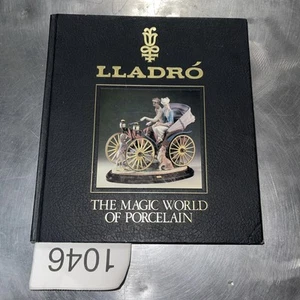 LLADRÓ
THE MAGIC WORLD
OF PORCELAIN
1046